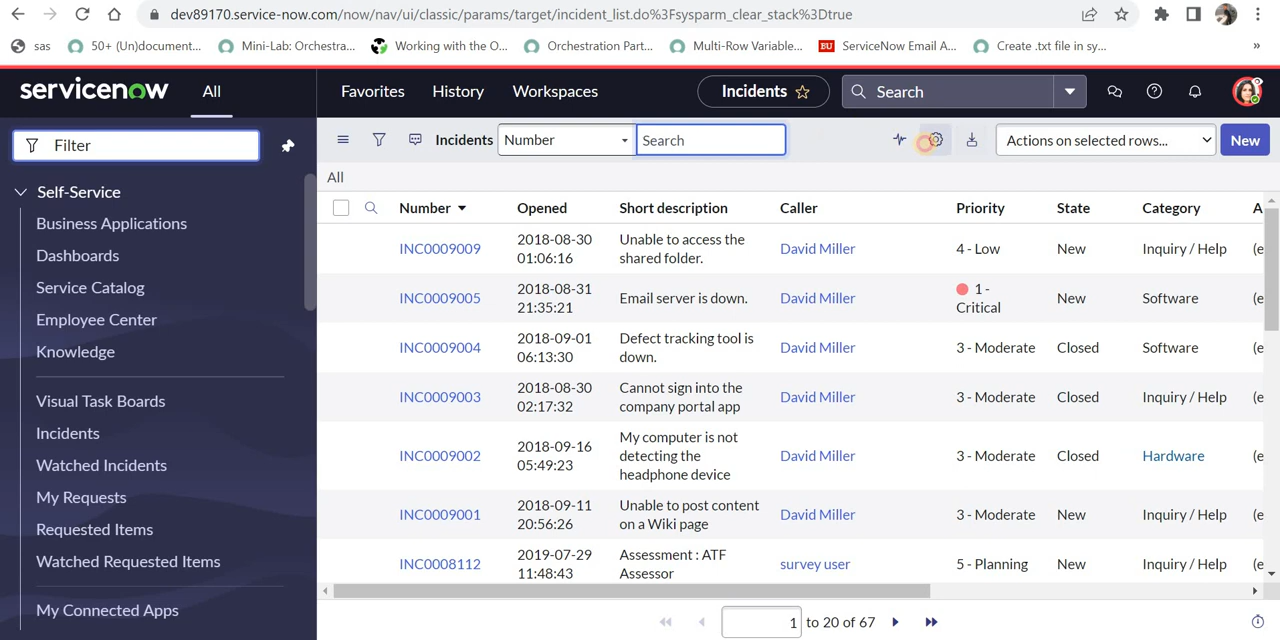 dev89170.service-now.com/now/nav/ui/classic/params/target/incident_list.do%3Fsysparm_clear_stack%3Dtrue
sas 50+ (Un)document... Mini-Lab: Orchestra... Working with the O... Orchestration Part... Multi-Row Variable... BU ServiceNow Email A... Create .txt file in sy... »
servicenow All Favorites History Workspaces Incidents Search
Filter
Incidents Number Search Actions on selected rows... New
All
Self-Service
Business Applications
Dashboards
Service Catalog
Employee Center
Knowledge
Visual Task Boards
Incidents
Watched Incidents
My Requests
Requested Items
Watched Requested Items
My Connected Apps
Number Opened Short description Caller Priority State Category A
INC0009009 2018-08-30 01:06:16 Unable to access the shared folder. David Miller 4 - Low New Inquiry / Help (e
INC0009005 2018-08-31 21:35:21 Email server is down. David Miller 1 - Critical New Software (e
INC0009004 2018-09-01 06:13:30 Defect tracking tool is down. David Miller 3 - Moderate Closed Software (e
INC0009003 2018-08-30 02:17:32 Cannot sign into the company portal app David Miller 3 - Moderate Closed Inquiry / Help (e
INC0009002 2018-09-16 05:49:23 My computer is not detecting the headphone device David Miller 3 - Moderate Closed Hardware (e
INC0009001 2018-09-11 20:56:26 Unable to post content on a Wiki page David Miller 3 - Moderate New Inquiry / Help (e
INC0008112 2019-07-29 11:48:43 Assessment : ATF Assessor survey user 5 - Planning New Inquiry / Help (e
1 to 20 of 67